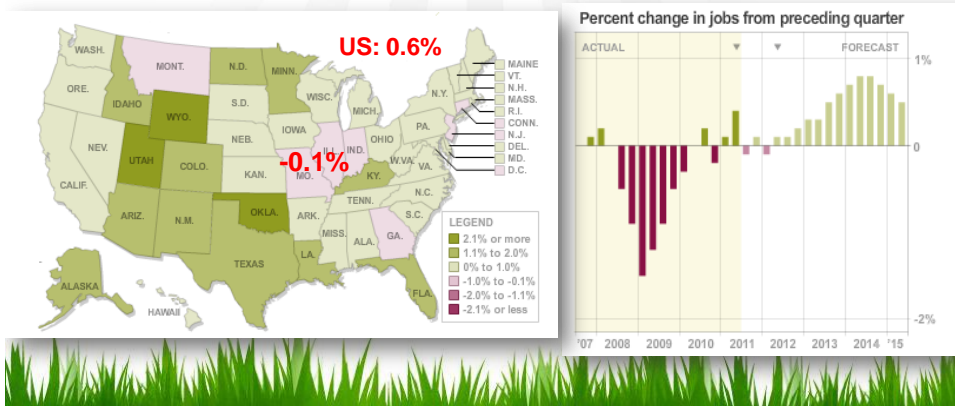 US: 0.6%
WASH.
MONT.
N.D.
MINN.
MAINE
VT.
N.H.
MASS.
R.I.
CONN.
N.J.
DEL.
MD.
D.C.
ORE.
IDAHO
WYO.
S.D.
WISC.
MICH.
N.Y.
NEV.
UTAH
COLO.
NEB.
IOWA
ILL.
IND.
OHIO
PA.
-0.1%
CALIF.
KAN.
MO.
KY.
W.VA.
VA.
ARIZ.
N.M.
OKLA.
ARK.
TENN.
N.C.
S.C.
TEXAS
LA.
MISS.
ALA.
GA.
FLA.
ALASKA
HAWAII
LEGEND
2.1% or more
1.1% to 2.0%
0% to 1.0%
-1.0% to -0.1%
-2.0% to -1.1%
-2.1% or less
Percent change in jobs from preceding quarter
ACTUAL FORECAST
1%
0
-2%
'07 2008 2009 2010 2011 2012 2013 2014 '15